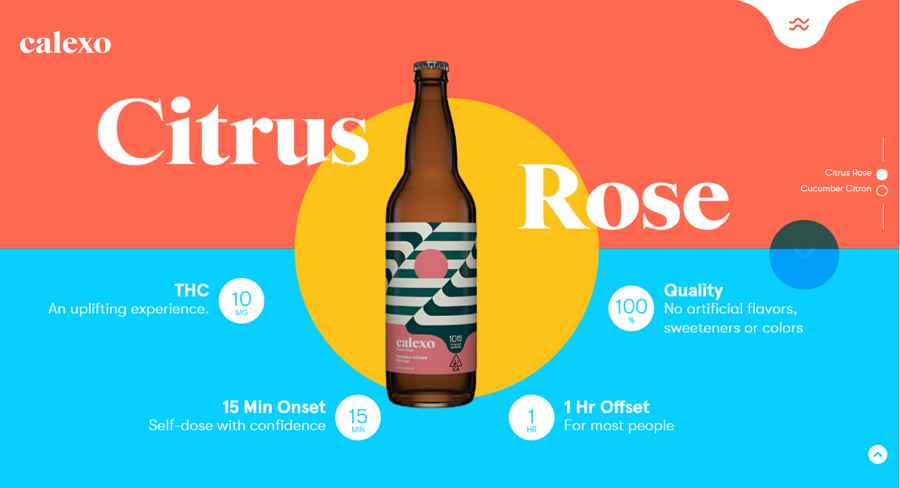 calexo
Citrus
Rose
Citrus Rose
Cucumber Citron
THC
An uplifting experience.
10
MG
100
%
Quality
No artificial flavors,
sweeteners or colors
calexo
15 Min Onset
Self-dose with confidence
15
MIN
1
HR
1 Hr Offset
For most people